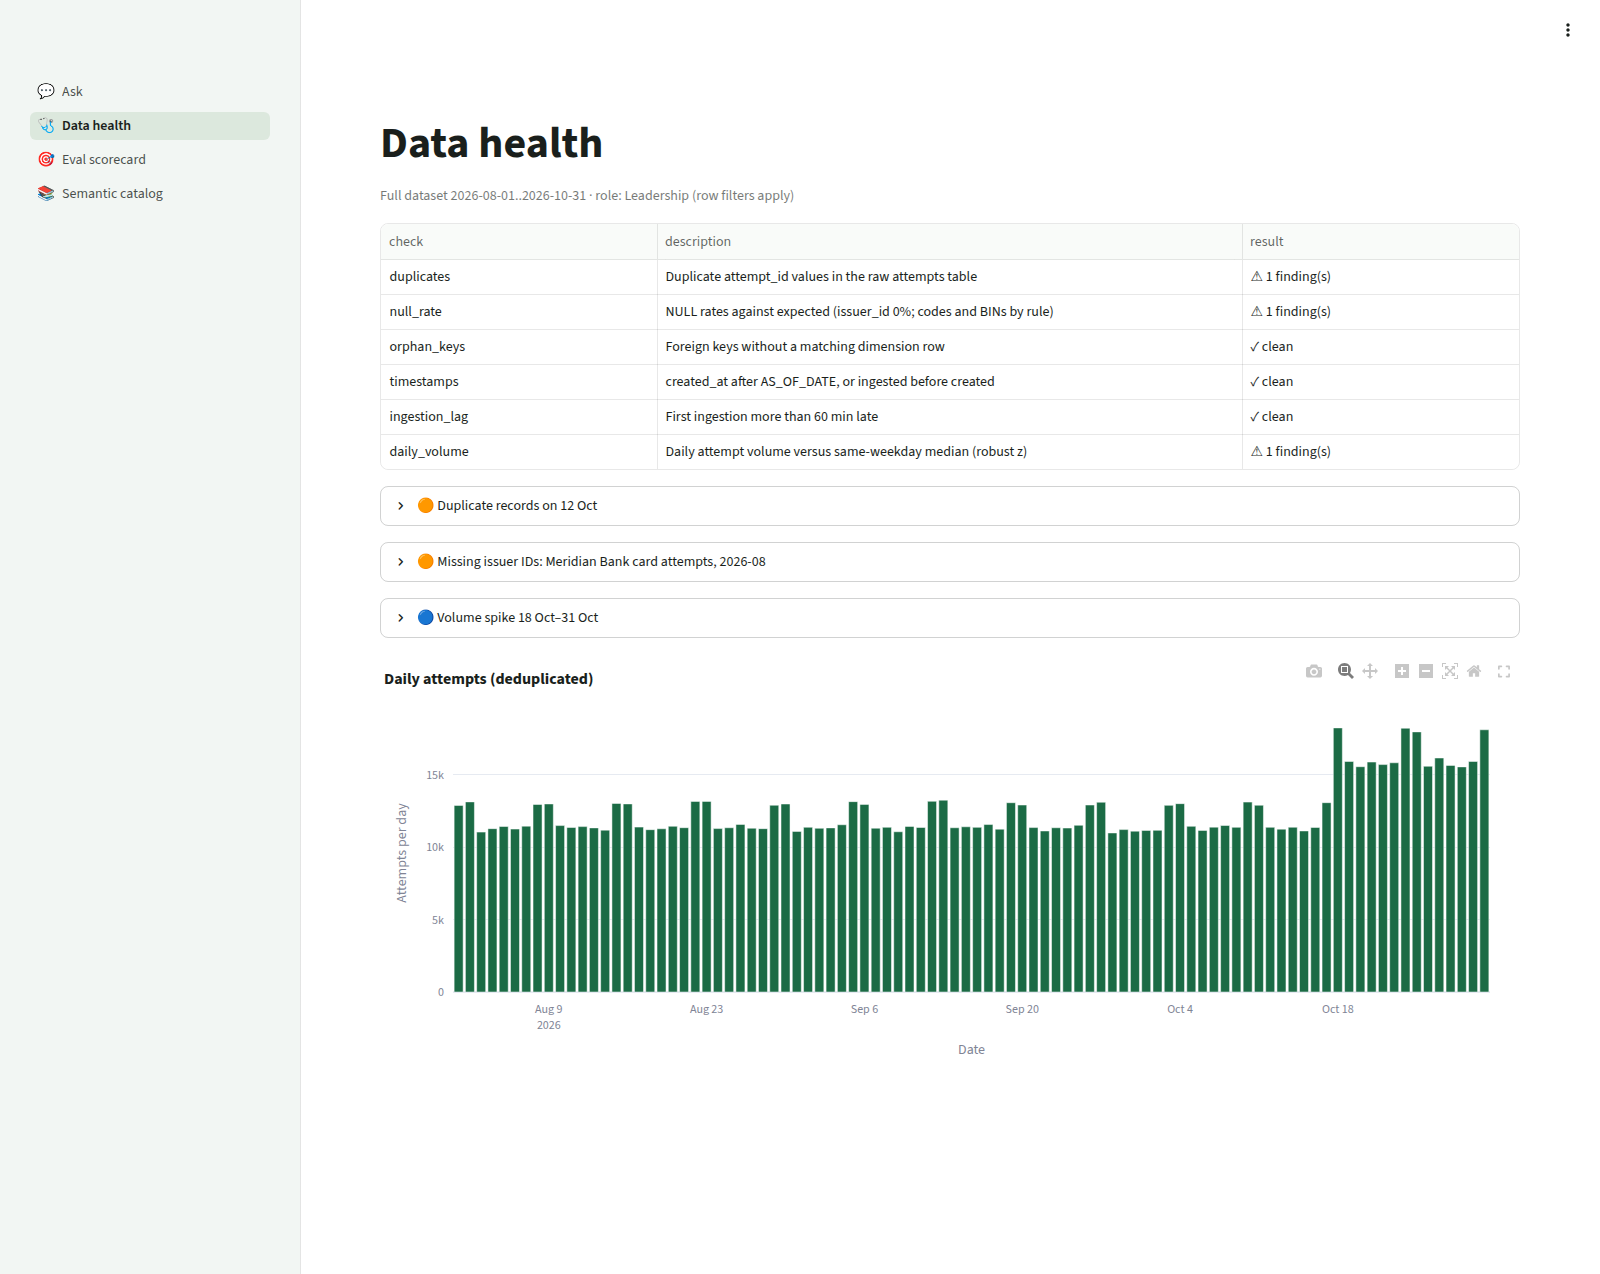 Ask
Data health
Eval scorecard
Semantic catalog
Data health
Full dataset 2026-08-01..2026-10-31 · role: Leadership (row filters apply)
check description result
duplicates Duplicate attempt_id values in the raw attempts table ⚠ 1 finding(s)
null_rate NULL rates against expected (issuer_id 0%; codes and BINs by rule) ⚠ 1 finding(s)
orphan_keys Foreign keys without a matching dimension row ✓ clean
timestamps created_at after AS_OF_DATE, or ingested before created ✓ clean
ingestion_lag First ingestion more than 60 min late ✓ clean
daily_volume Daily attempt volume versus same-weekday median (robust z) ⚠ 1 finding(s)
Duplicate records on 12 Oct
Missing issuer IDs: Meridian Bank card attempts, 2026-08
Volume spike 18 Oct–31 Oct
Daily attempts (deduplicated)
Attempts per day
15k
10k
5k
0
Aug 9 Aug 23 Sep 6 Sep 20 Oct 4 Oct 18
2026
Date